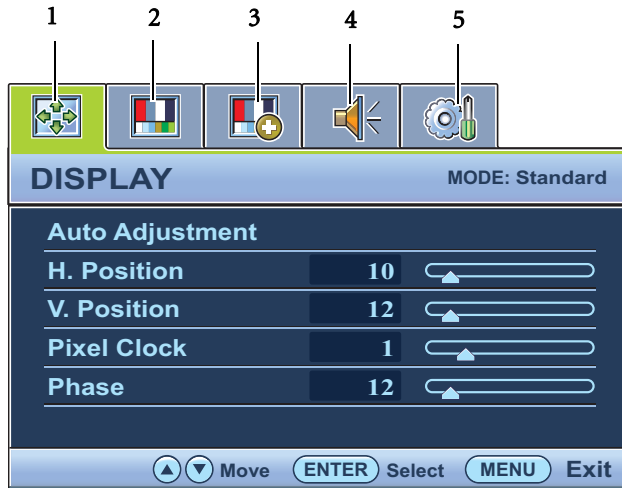 1 2 3 4 5
DISPLAY MODE: Standard
Auto Adjustment
H. Position 10
V. Position 12
Pixel Clock 1
Phase 12
Move ENTER Select MENU Exit